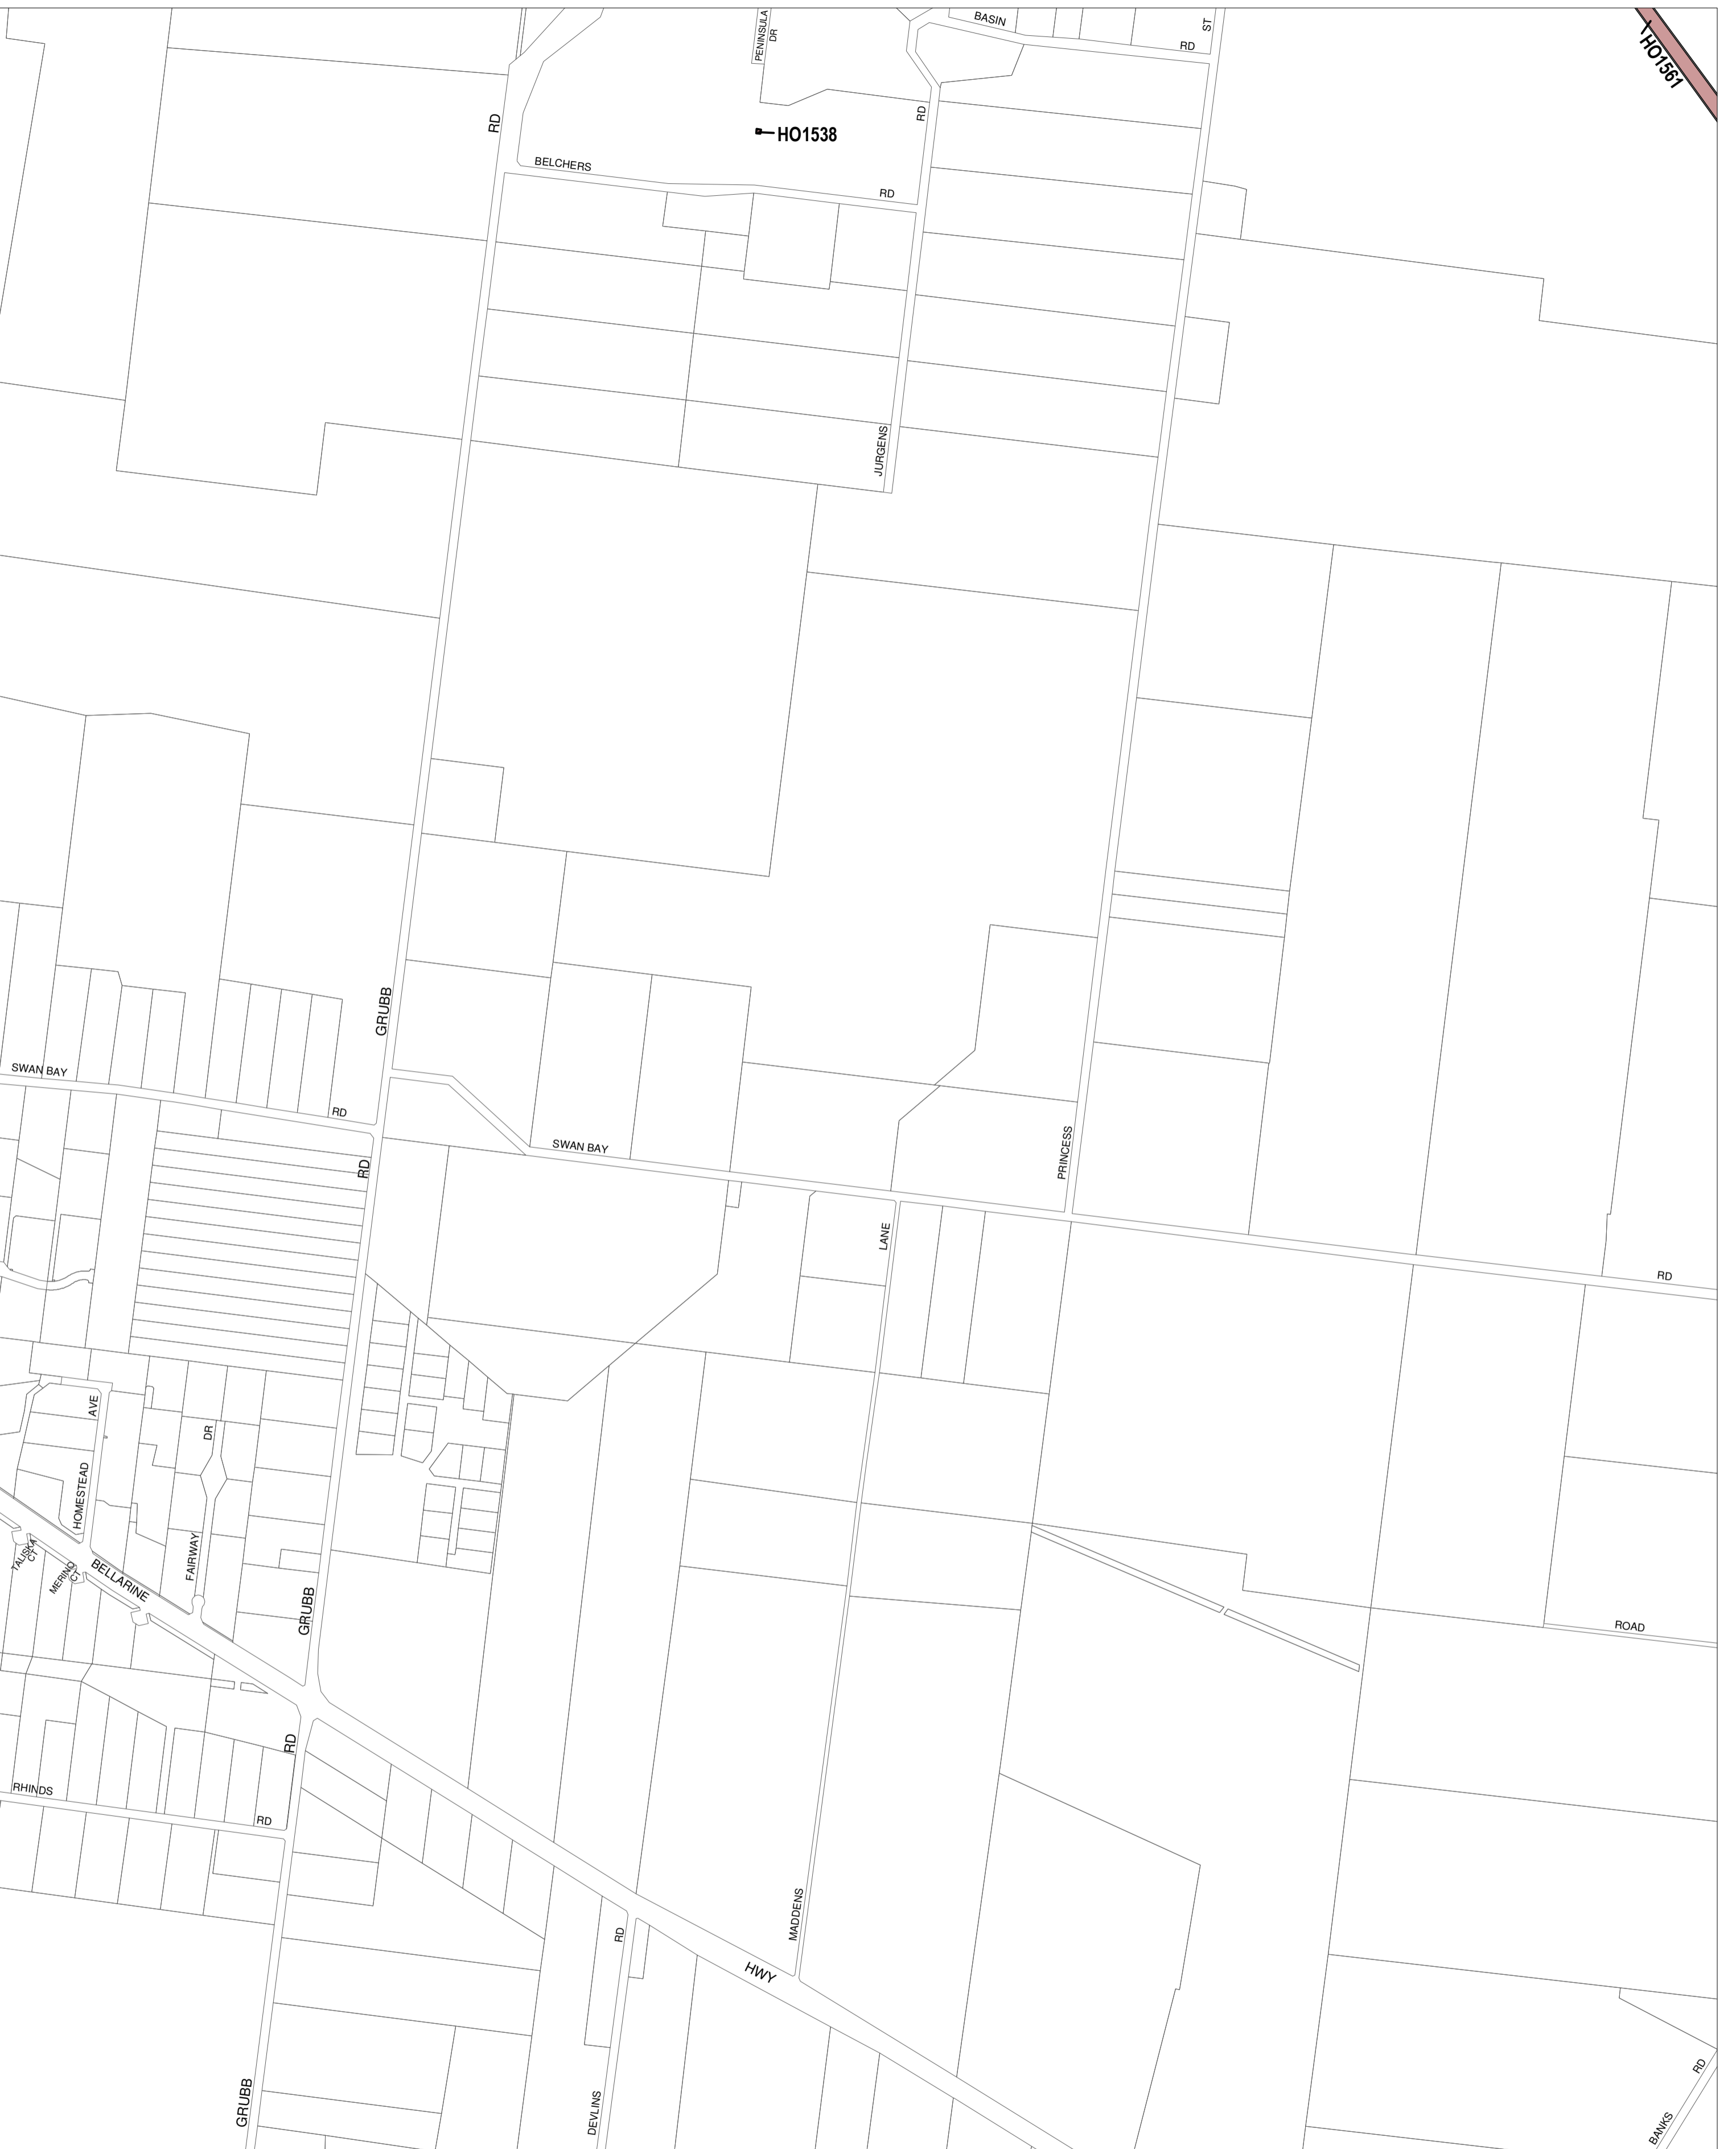 PENINSULA
DR
BASIN
RD
ST
HO1561
RD
HO1538
RD
BELCHERS
RD
JURGENS
GRUBB
SWAN BAY
RD
SWAN BAY
PRINCESS
RD
LANE
RD
AVE
DR
HOMESTEAD
FAIRWAY
TALISKA
CT
MERINO
CT
BELLARINE
GRUBB
ROAD
RD
RHINDS
RD
MADDENS
RD
HWY
RD
GRUBB
DEVLINS
BANKS